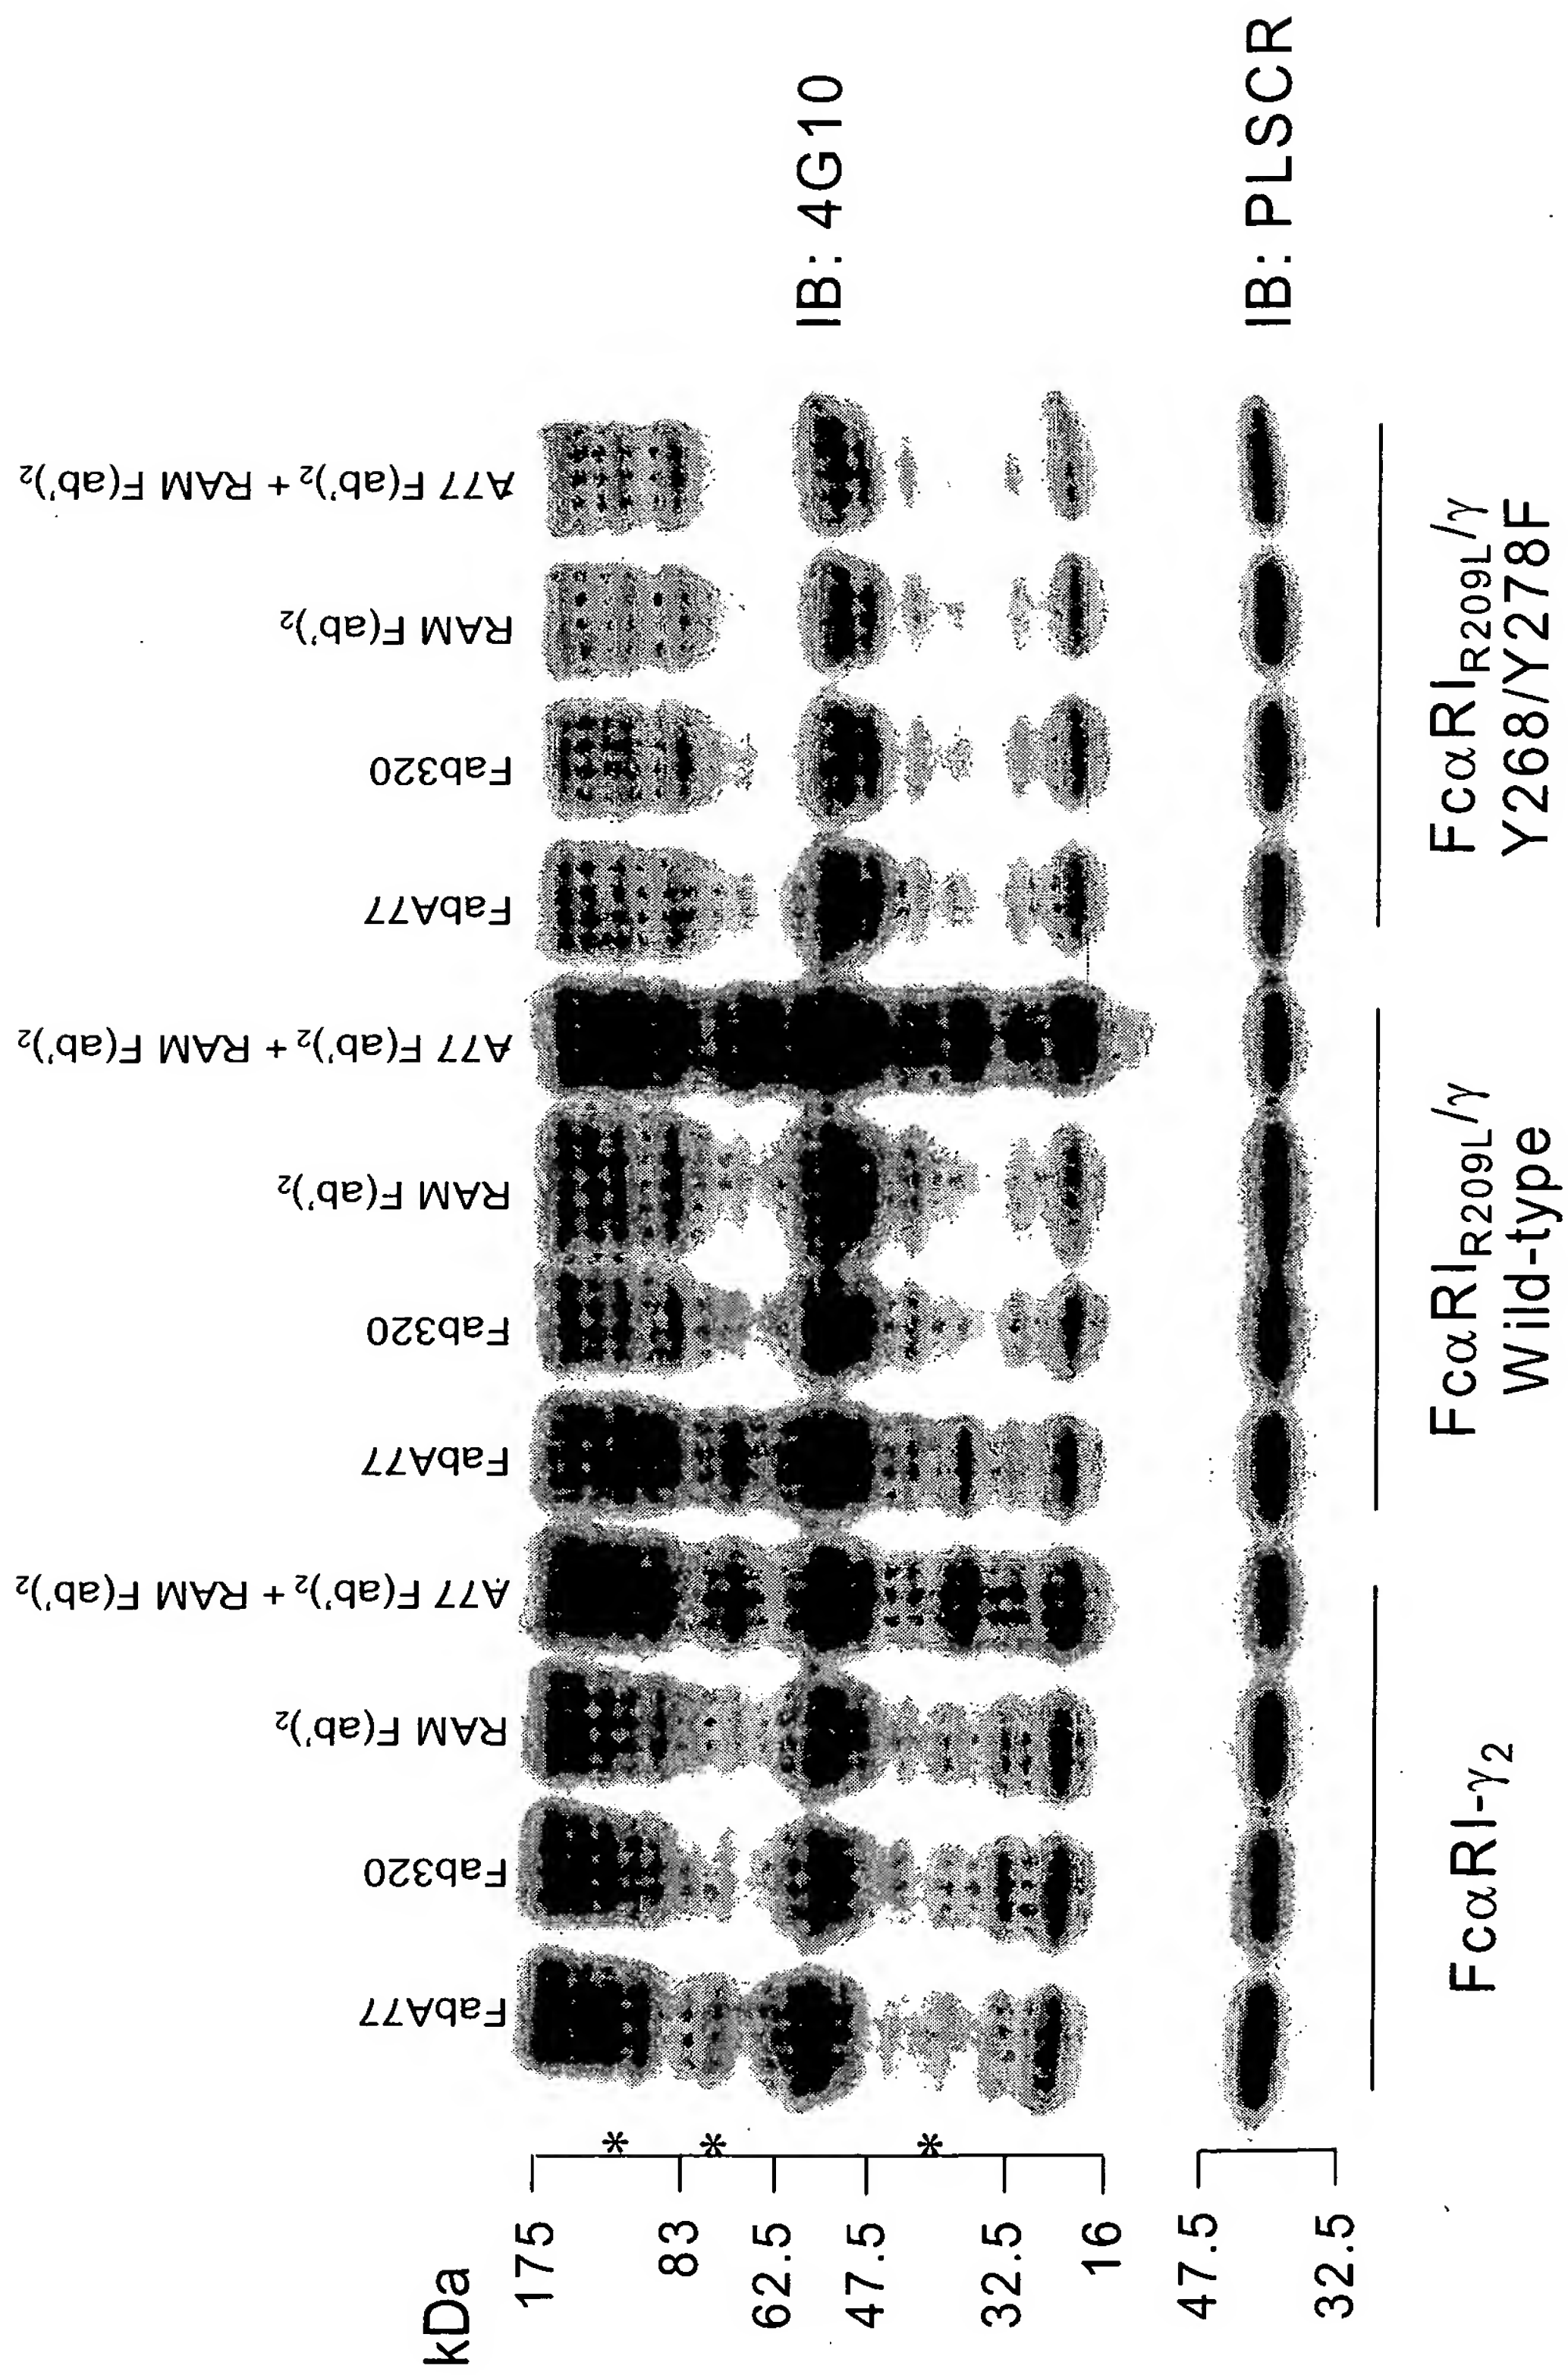 FabA77
Fab320
RAM F(ab')₂
A77 F(ab')₂ + RAM F(ab')₂
FabA77
Fab320
RAM F(ab')₂
A77 F(ab')₂ + RAM F(ab')₂
FabA77
Fab320
RAM F(ab')₂
A77 F(ab')₂ + RAM F(ab')₂
kDa
175
83
62.5
47.5
32.5
16
*
*
*
IB: 4G10
47.5
32.5
IB: PLSCR
FcαRI-γ₂
FcαRI_R209L/γ
Wild-type
FcαRI_R209L/γ
Y268/Y278F